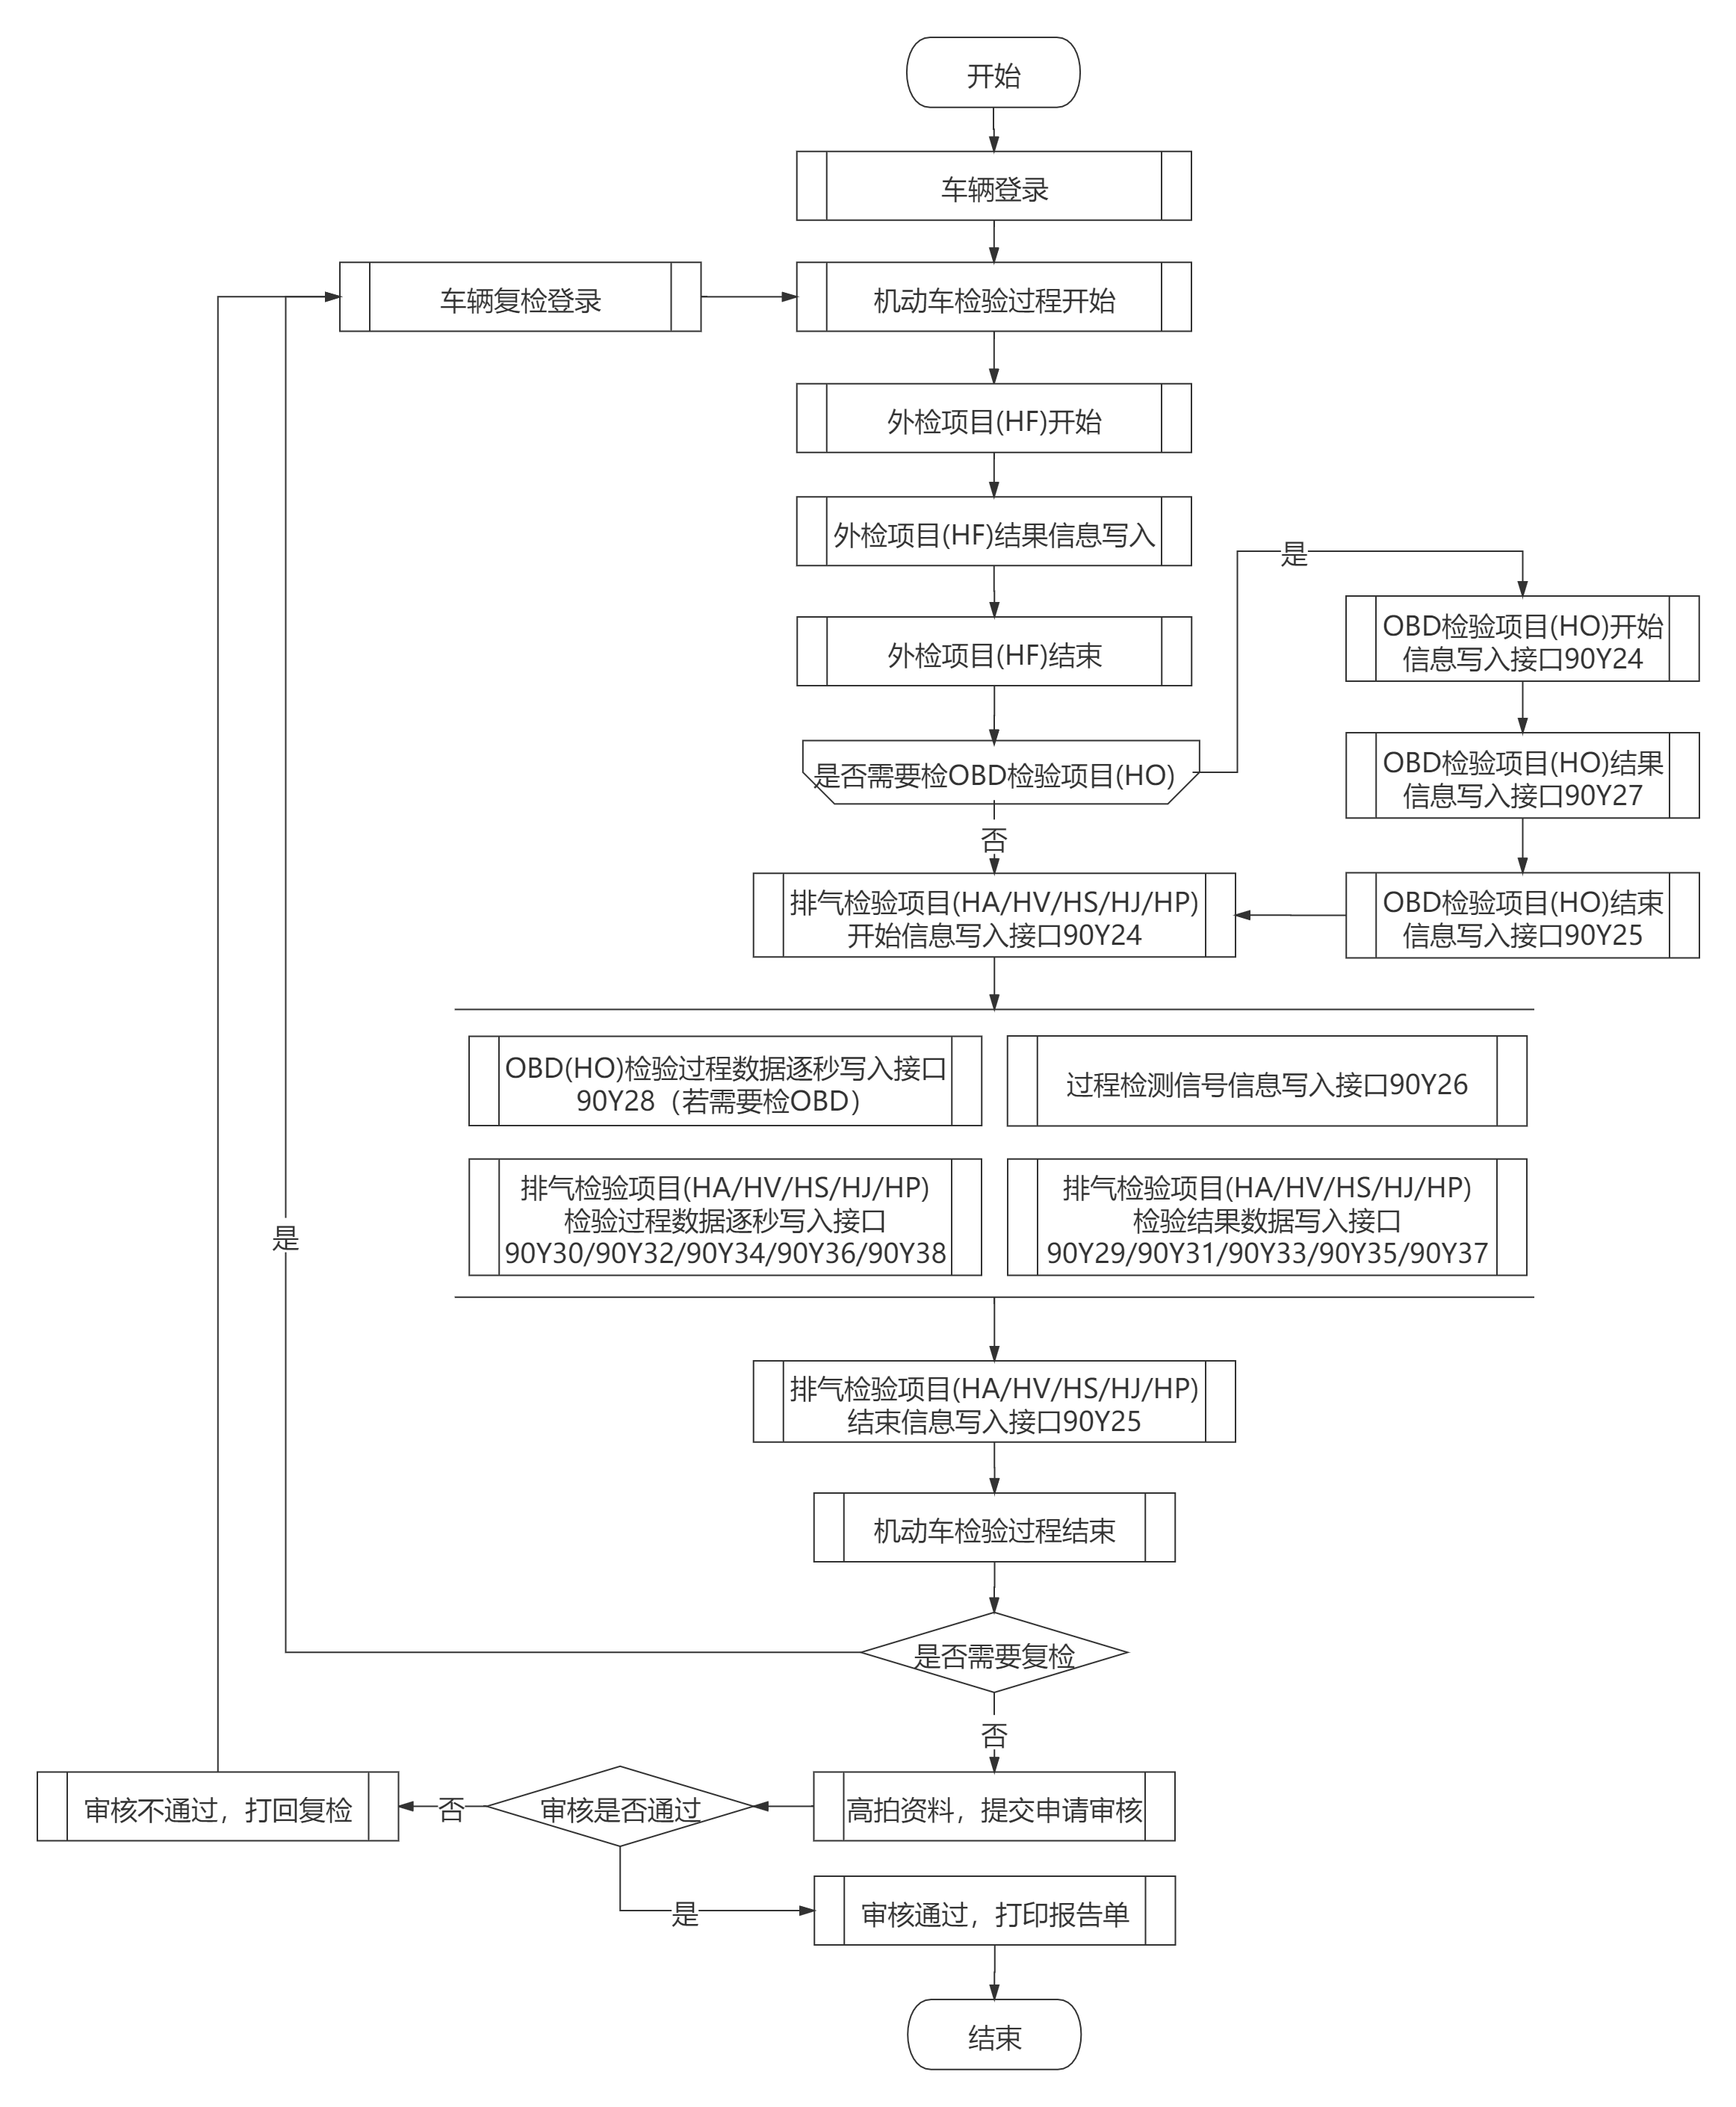 开始
车辆登录
车辆复检登录
机动车检验过程开始
外检项目(HF)开始
外检项目(HF)结果信息写入
外检项目(HF)结束
是否需要检OBD检验项目(HO)
是
OBD检验项目(HO)开始
信息写入接口90Y24
OBD检验项目(HO)结果
信息写入接口90Y27
OBD检验项目(HO)结束
信息写入接口90Y25
否
排气检验项目(HA/HV/HS/HJ/HP)
开始信息写入接口90Y24
OBD(HO)检验过程数据逐秒写入接口
90Y28（若需要检OBD）
过程检测信号信息写入接口90Y26
排气检验项目(HA/HV/HS/HJ/HP)
检验过程数据逐秒写入接口
90Y30/90Y32/90Y34/90Y36/90Y38
排气检验项目(HA/HV/HS/HJ/HP)
检验结果数据写入接口
90Y29/90Y31/90Y33/90Y35/90Y37
排气检验项目(HA/HV/HS/HJ/HP)
结束信息写入接口90Y25
机动车检验过程结束
是否需要复检
是
否
高拍资料，提交申请审核
审核是否通过
否
审核不通过，打回复检
是
审核通过，打印报告单
结束